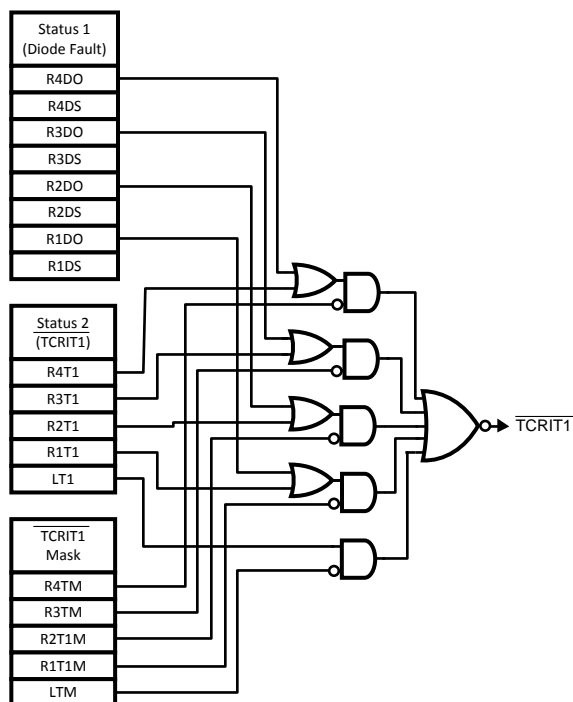 Status 1
(Diode Fault)
R4DO
R4DS
R3DO
R3DS
R2DO
R2DS
R1DO
R1DS
Status 2
(TCRIT1)
R4T1
R3T1
R2T1
R1T1
LT1
TCRIT1
Mask
R4TM
R3TM
R2T1M
R1T1M
LTM
TCRIT1